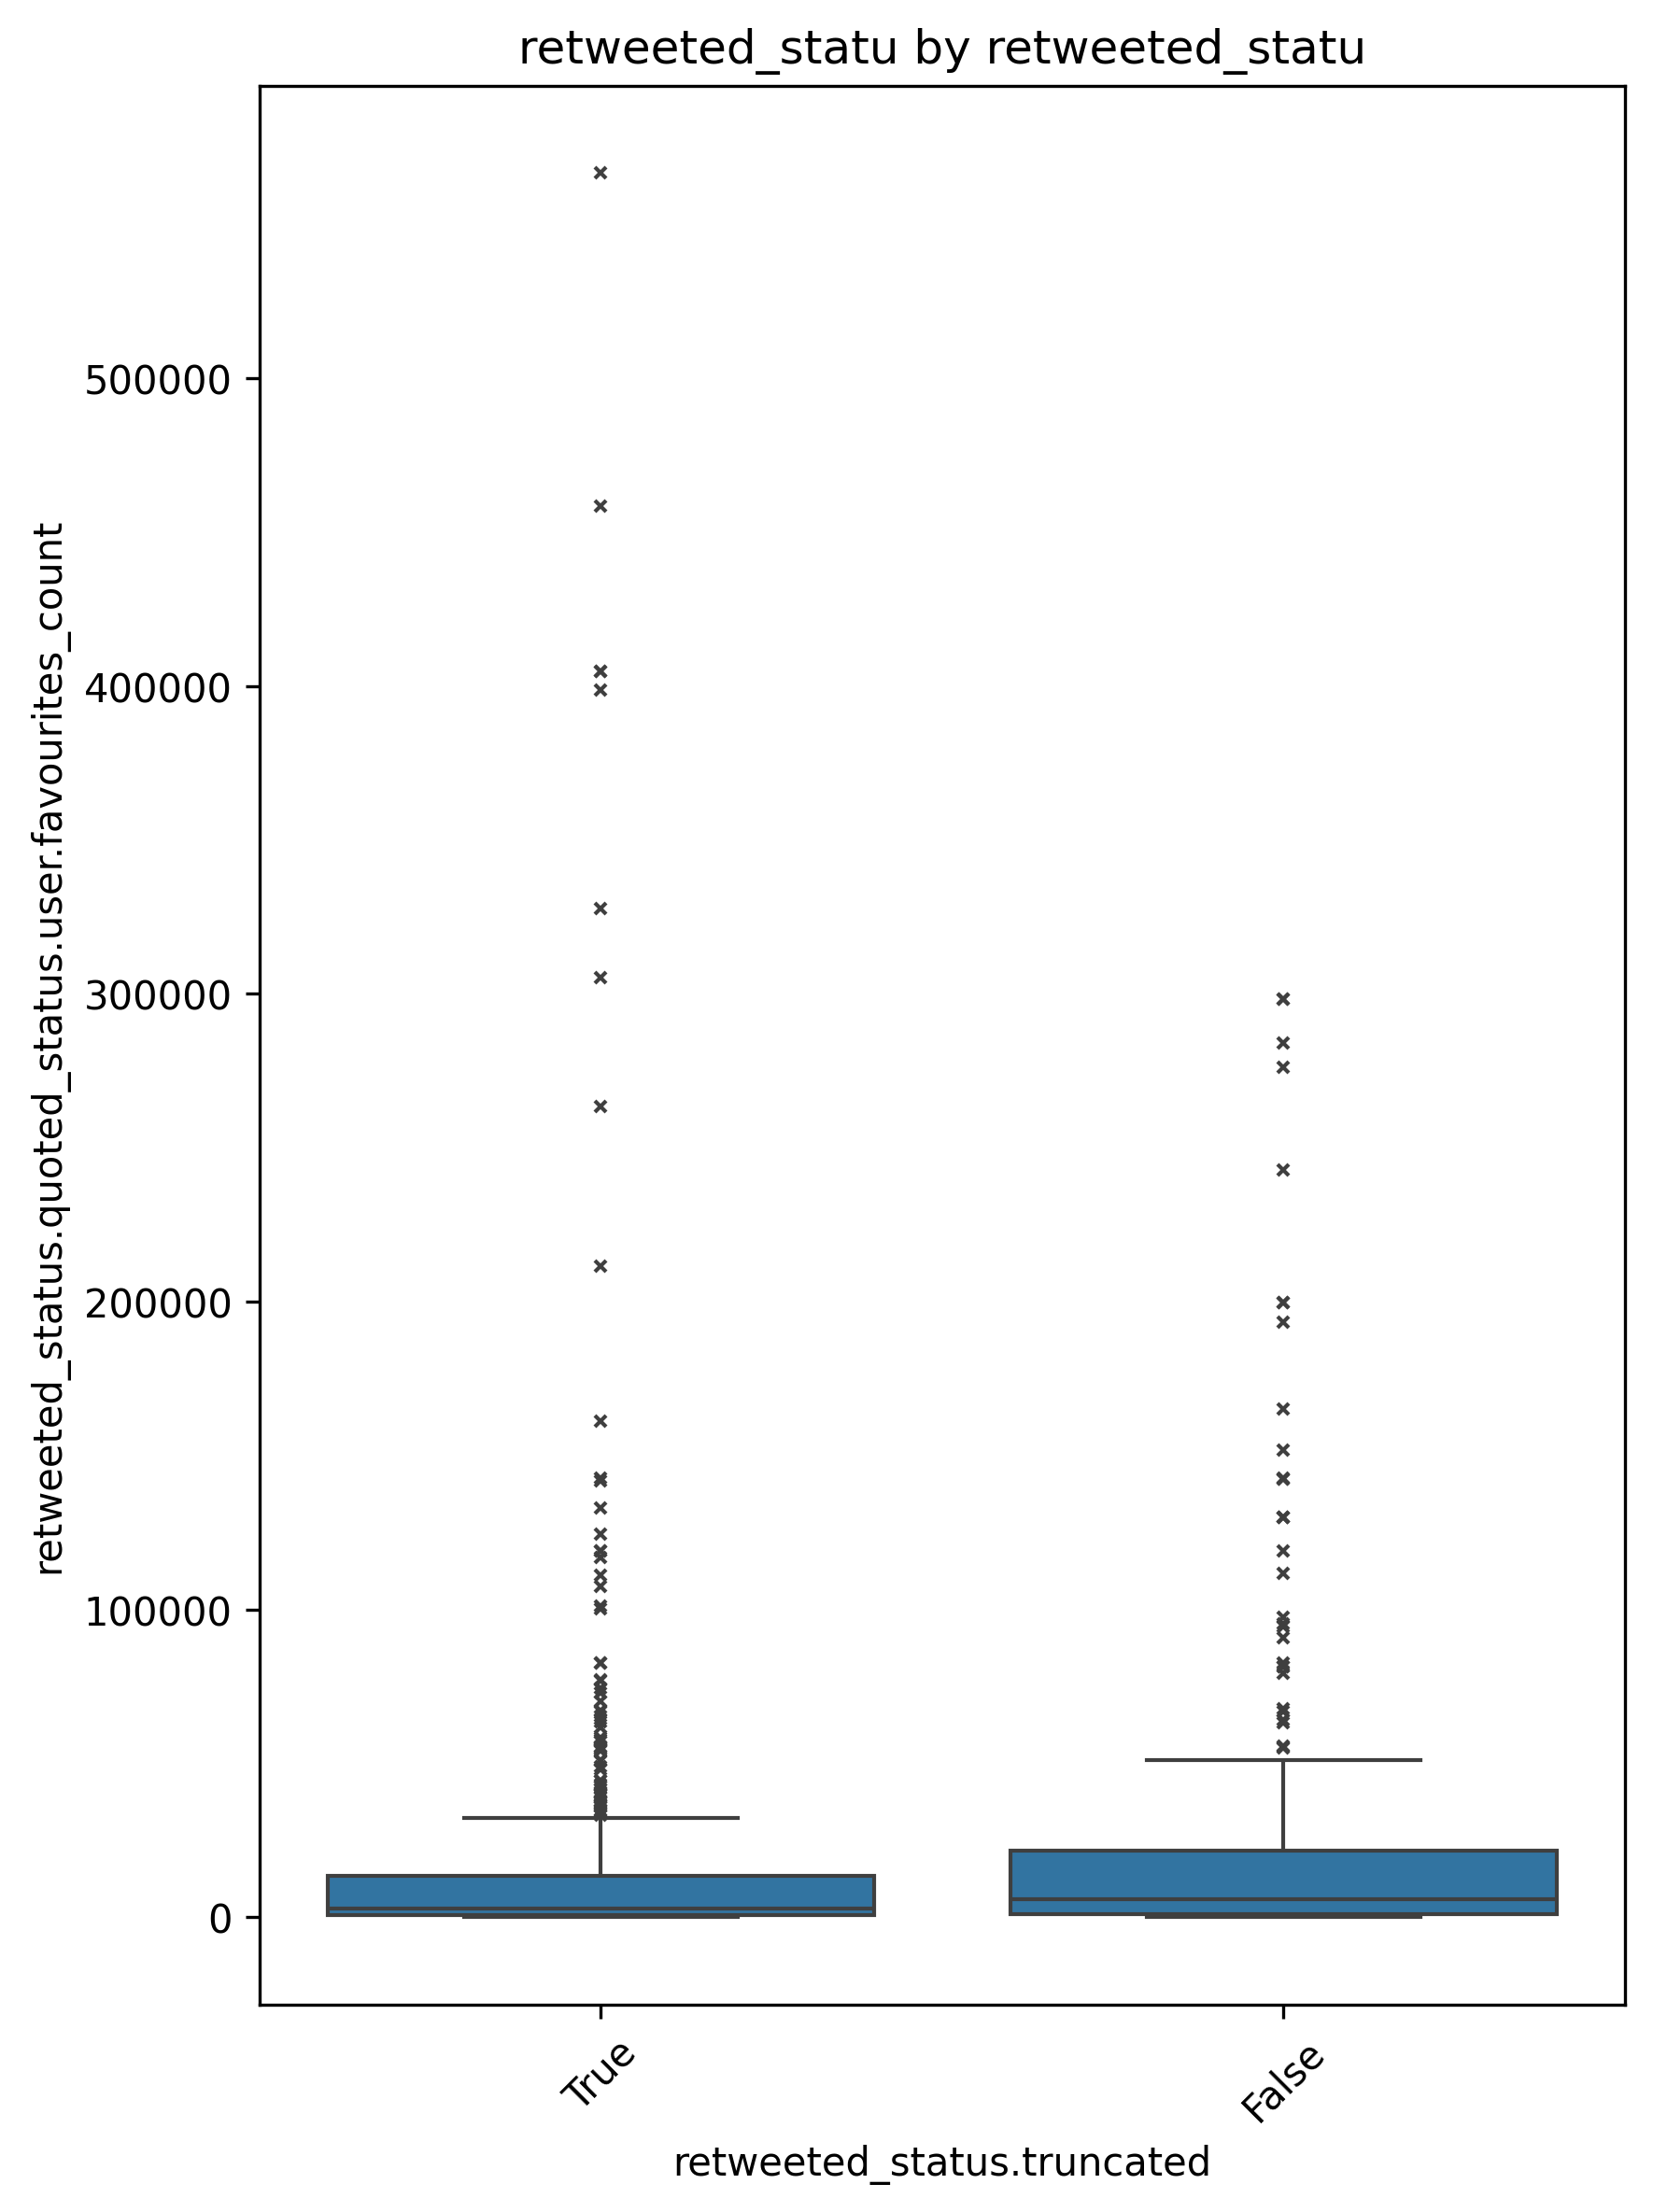 retweeted_statu by retweeted_statu
retweeted_status.quoted_status.user.favourites_count
500000
400000
300000
200000
100000
0
True
False
retweeted_status.truncated